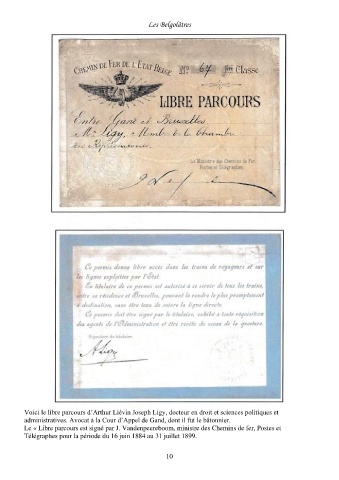 Les Belgolâtres
CHEMIN DE FER DE L'ÉTAT BELGE N° 67 1re Classe
LIBRE PARCOURS
Entre Gand et Bruxelles
Mr Ligy, Membre de la Chambre
des Représentants.
Le Ministre des Chemins de Fer,
Postes et Télégraphes,
Ce permis donne libre accès dans les trains de voyageurs et sur
les lignes exploitées par l'État.
Le titulaire de ce permis est autorisé à se servir de tous les trains,
entre sa résidence et Bruxelles, pouvant le rendre le plus promptement
à destination, sans être tenu de suivre la ligne directe.
Ce permis doit être signé par le titulaire, exhibé à toute réquisition
des agents de l'Administration et être revêtu du sceau de la questure.
Signature du titulaire
A. Ligy
Voici le libre parcours d'Arthur Liévin Joseph Ligy, docteur en droit et sciences politiques et
administratives. Avocat à la Cour d'Appel de Gand, dont il fut le bâtonnier.
Le « Libre parcours est signé par J. Vandenpeereboom, ministre des Chemins de fer, Postes et
Télégraphes pour la période du 16 juin 1884 au 31 juillet 1899.
10